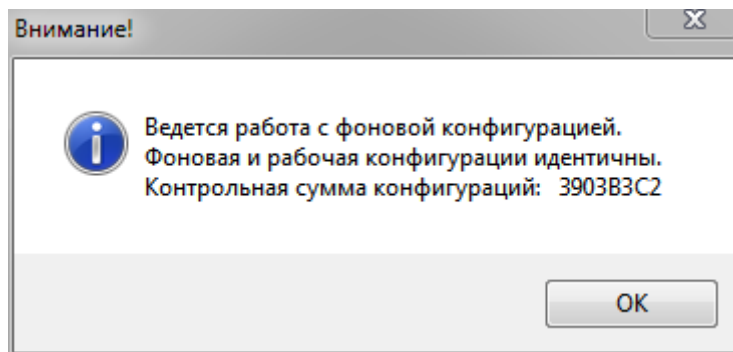 Внимание!
Ведется работа с фоновой конфигурацией.
Фоновая и рабочая конфигурации идентичны.
Контрольная сумма конфигураций: 3903B3C2
OK